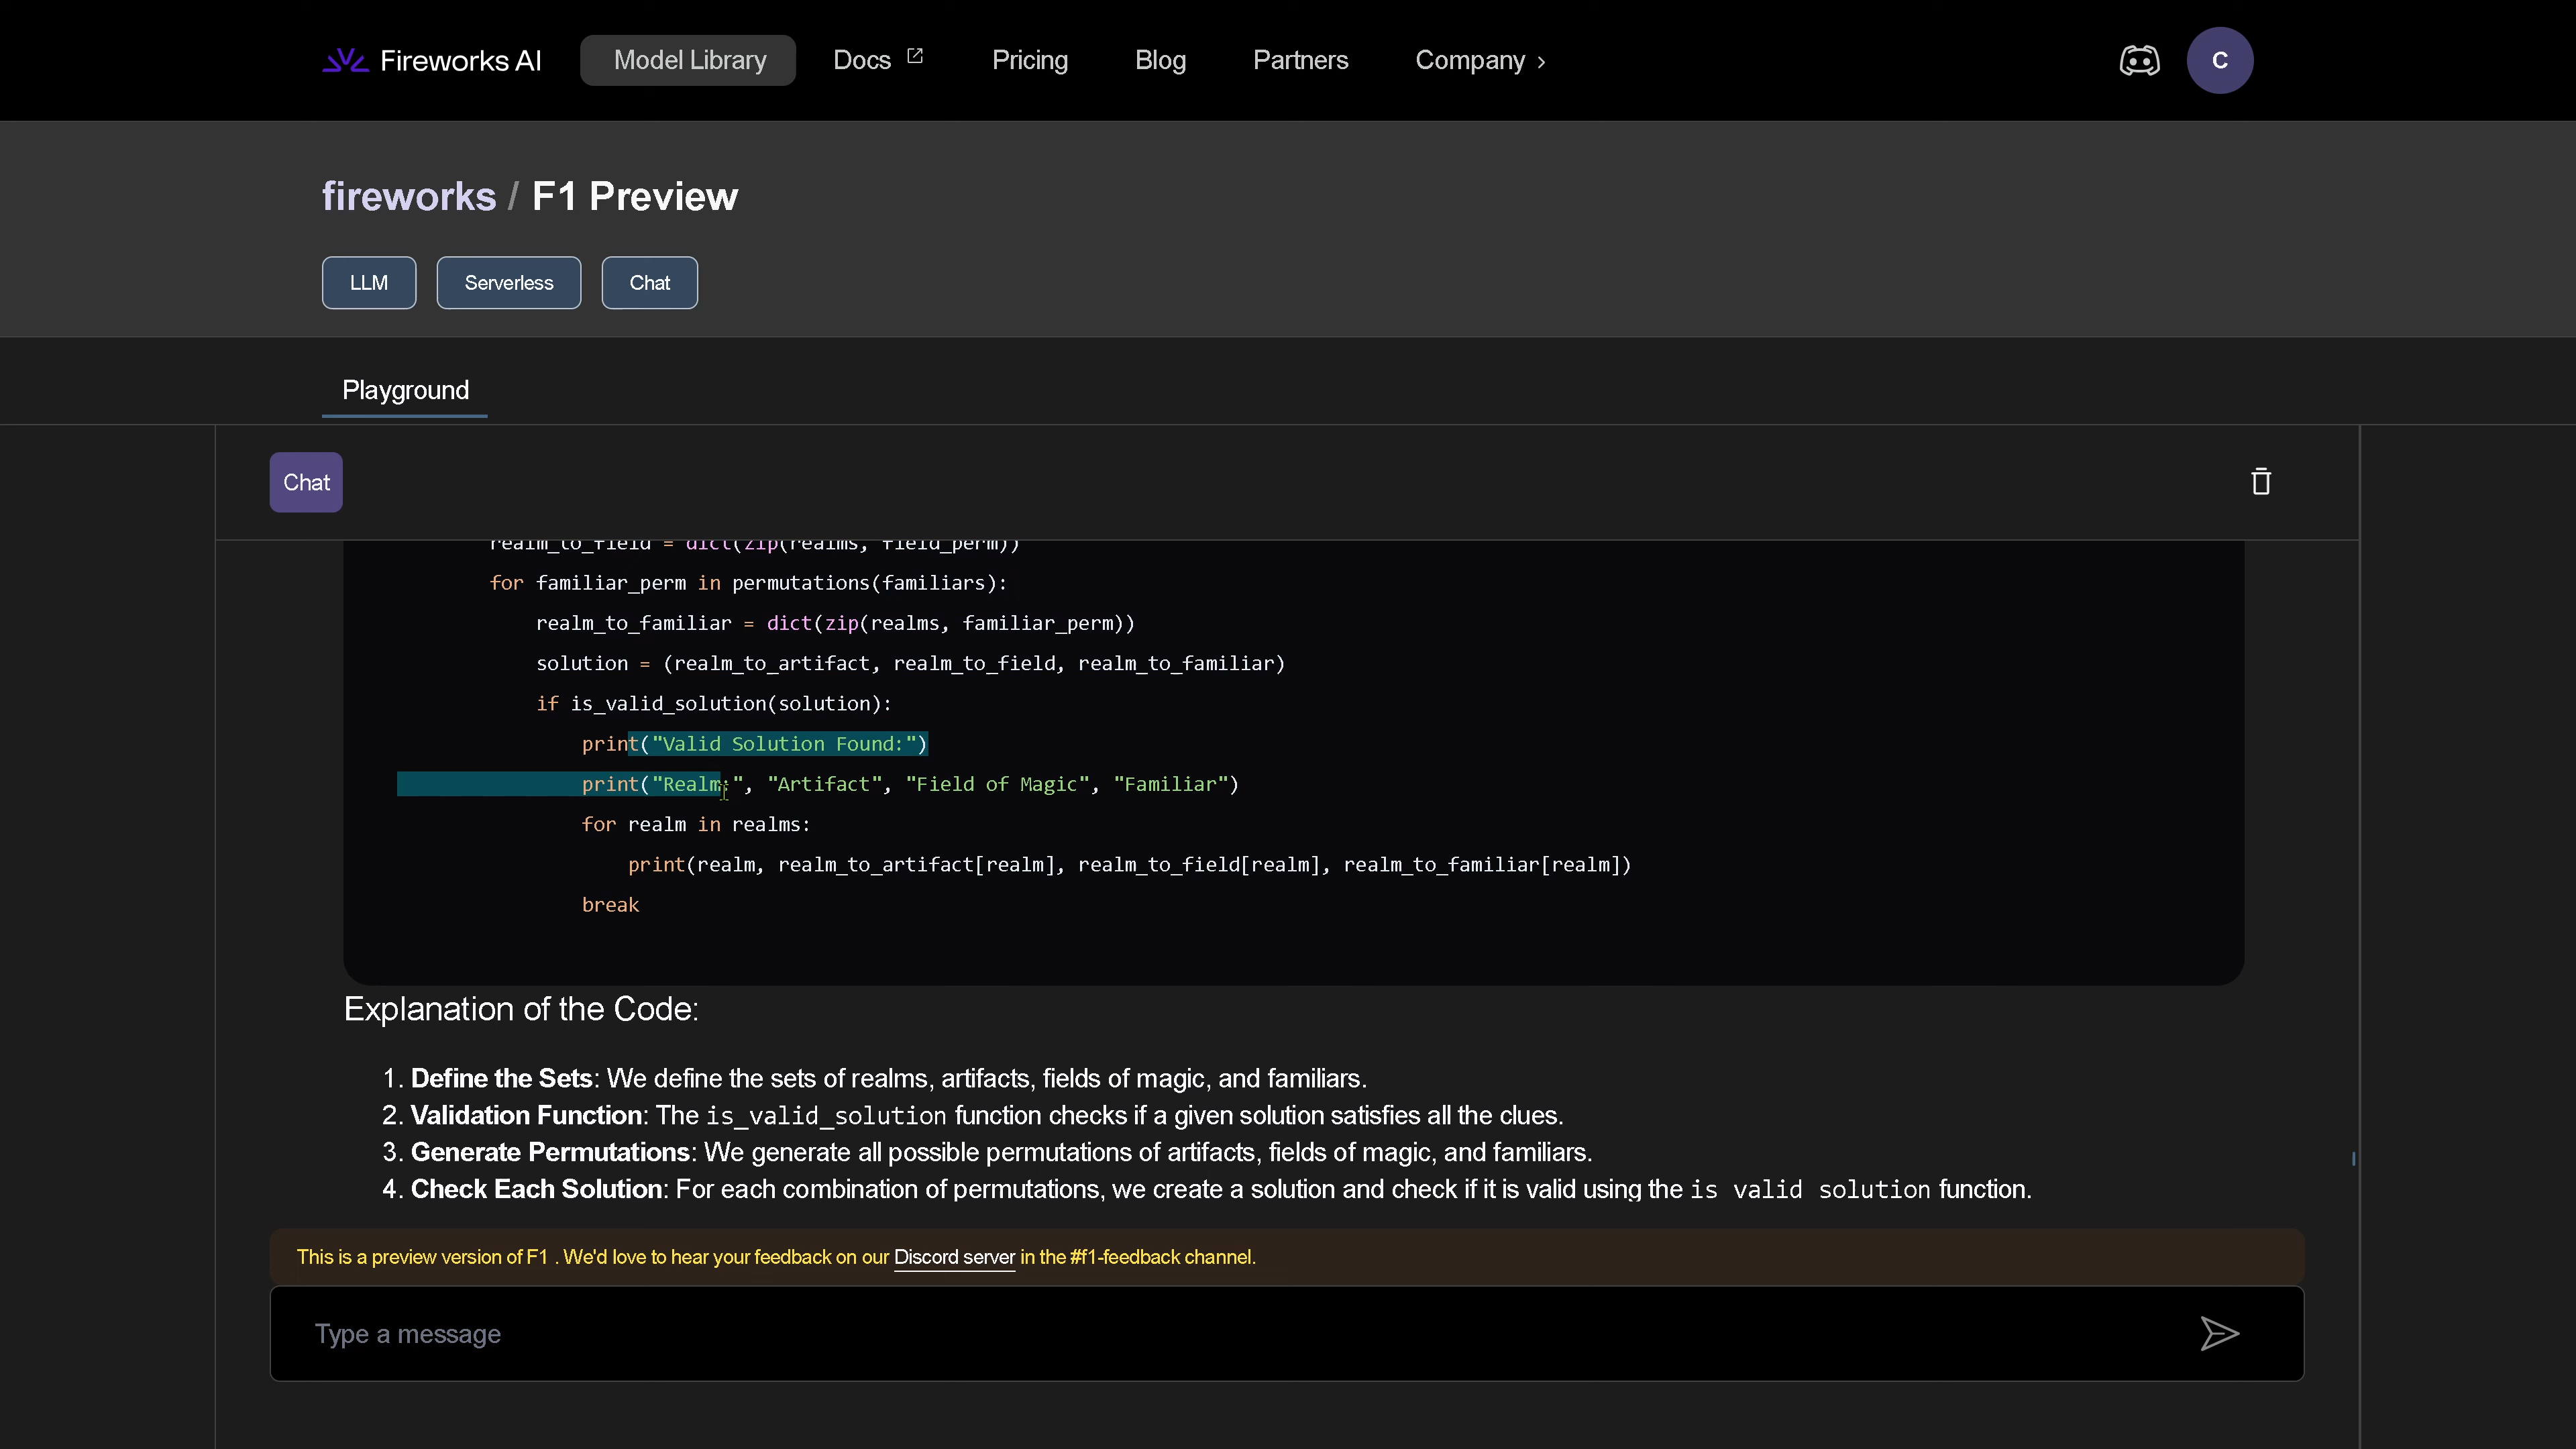 Fireworks AI Model Library Docs Pricing Blog Partners Company › C
fireworks / F1 Preview
LLM Serverless Chat
Playground
Chat
realm_to_field = dict(zip(realms, field_perm))
for familiar_perm in permutations(familiars):
realm_to_familiar = dict(zip(realms, familiar_perm))
solution = (realm_to_artifact, realm_to_field, realm_to_familiar)
if is_valid_solution(solution):
print("Valid Solution Found:")
print("Realm:", "Artifact", "Field of Magic", "Familiar")
for realm in realms:
print(realm, realm_to_artifact[realm], realm_to_field[realm], realm_to_familiar[realm])
break
Explanation of the Code:
1. Define the Sets: We define the sets of realms, artifacts, fields of magic, and familiars.
2. Validation Function: The is_valid_solution function checks if a given solution satisfies all the clues.
3. Generate Permutations: We generate all possible permutations of artifacts, fields of magic, and familiars.
4. Check Each Solution: For each combination of permutations, we create a solution and check if it is valid using the is valid solution function.
This is a preview version of F1 . We'd love to hear your feedback on our Discord server in the #f1-feedback channel.
Type a message